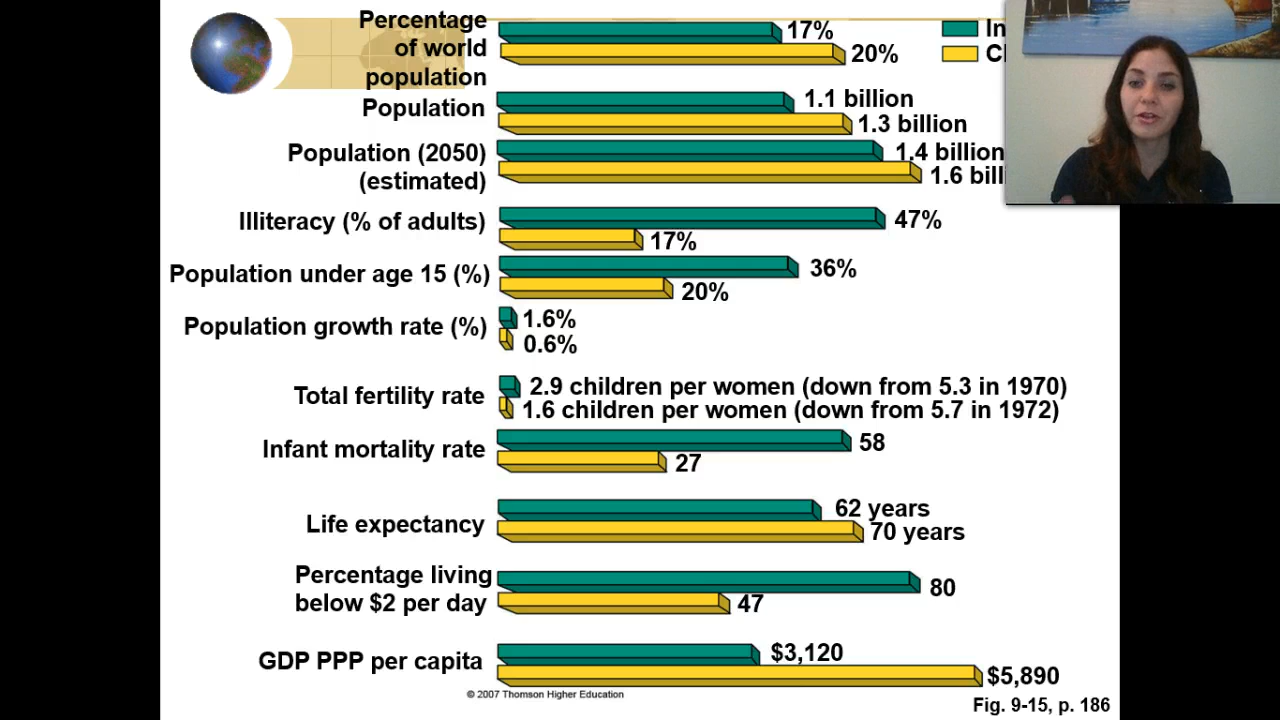 Percentage
of world
population
17%
20%
In
Population
1.1 billion
1.3 billion
Population (2050)
(estimated)
1.4 billion
1.6 bill
Illiteracy (% of adults)
47%
17%
Population under age 15 (%)
36%
20%
Population growth rate (%)
1.6%
0.6%
Total fertility rate
2.9 children per women (down from 5.3 in 1970)
1.6 children per women (down from 5.7 in 1972)
Infant mortality rate
58
27
Life expectancy
62 years
70 years
Percentage living
below $2 per day
80
47
GDP PPP per capita
$3,120
$5,890
© 2007 Thomson Higher Education
Fig. 9-15, p. 186